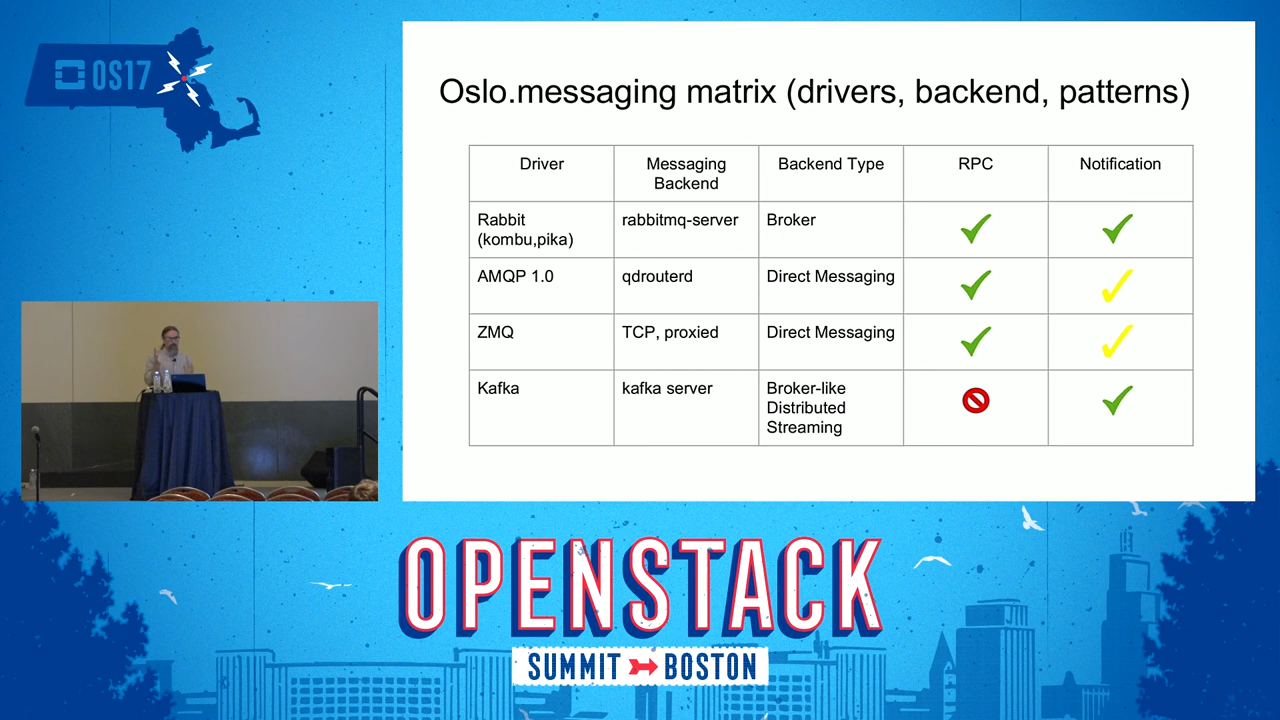 OS17
Oslo.messaging matrix (drivers, backend, patterns)
Driver
Messaging
Backend
Backend Type
RPC
Notification
Rabbit
(kombu,pika)
rabbitmq-server
Broker
AMQP 1.0
qdrouterd
Direct Messaging
ZMQ
TCP, proxied
Direct Messaging
Kafka
kafka server
Broker-like
Distributed
Streaming
OPENSTACK
SUMMIT BOSTON